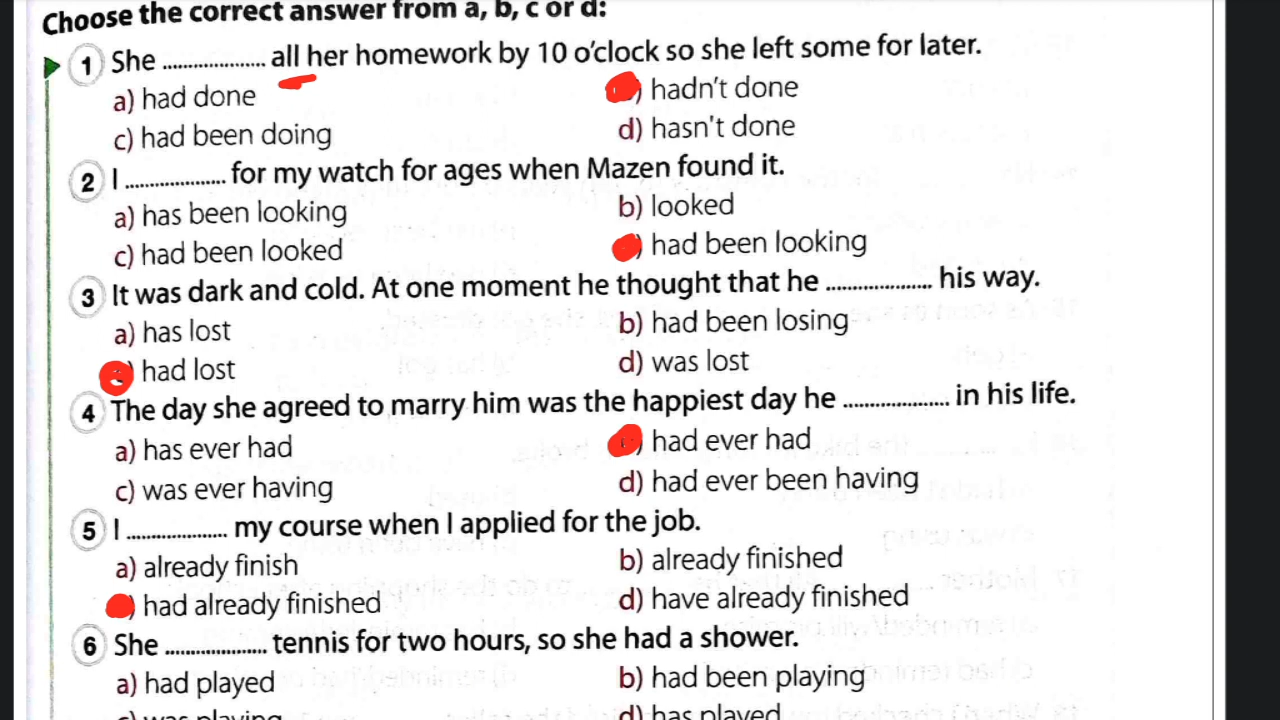 Choose the correct answer from a, b, c or d:
1 She .................. all her homework by 10 o'clock so she left some for later.
a) had done
) hadn't done
c) had been doing
d) hasn't done
2 I .................. for my watch for ages when Mazen found it.
a) has been looking
b) looked
c) had been looked
) had been looking
3 It was dark and cold. At one moment he thought that he .................. his way.
a) has lost
b) had been losing
) had lost
d) was lost
4 The day she agreed to marry him was the happiest day he .................. in his life.
a) has ever had
) had ever had
c) was ever having
d) had ever been having
5 I .................. my course when I applied for the job.
a) already finish
b) already finished
) had already finished
d) have already finished
6 She .................. tennis for two hours, so she had a shower.
a) had played
b) had been playing
c) was playing
d) has played